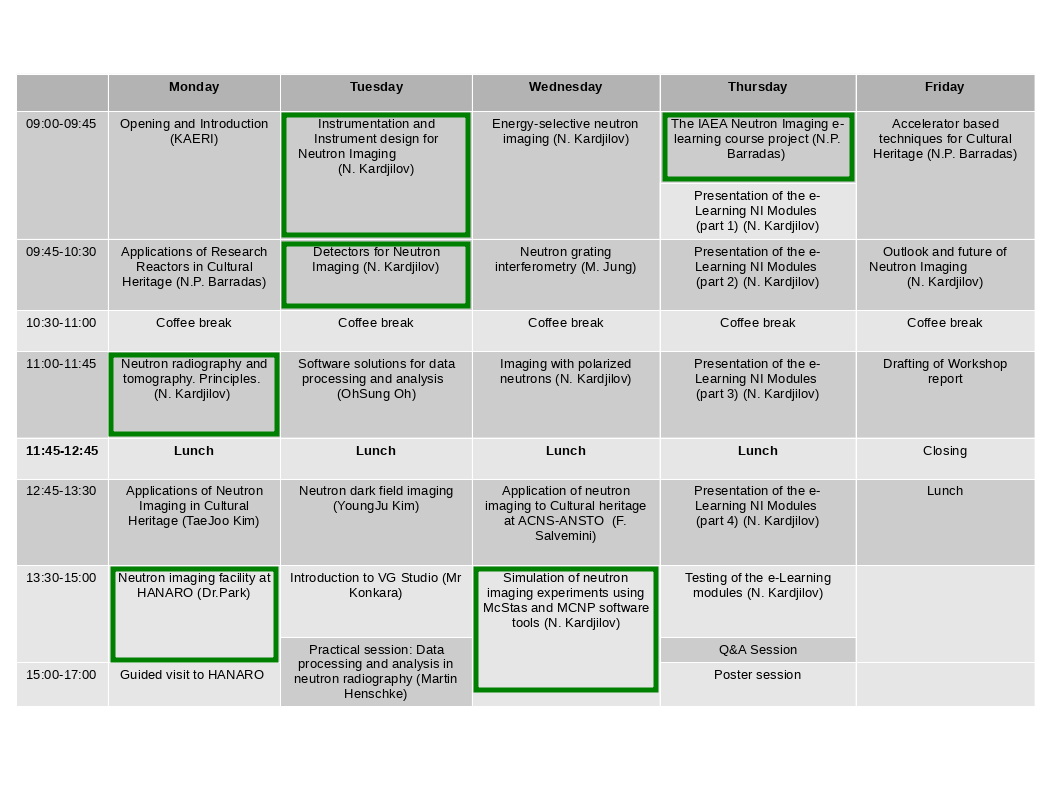 Monday Tuesday Wednesday Thursday Friday
09:00-09:45
Opening and Introduction
(KAERI)
Instrumentation and
Instrument design for
Neutron Imaging
(N. Kardjilov)
Energy-selective neutron
imaging (N. Kardjilov)
The IAEA Neutron Imaging e-
learning course project (N.P.
Barradas)
Presentation of the e-
Learning NI Modules
(part 1) (N. Kardjilov)
Accelerator based
techniques for Cultural
Heritage (N.P. Barradas)
09:45-10:30
Applications of Research
Reactors in Cultural
Heritage (N.P. Barradas)
Detectors for Neutron
Imaging (N. Kardjilov)
Neutron grating
interferometry (M. Jung)
Presentation of the e-
Learning NI Modules
(part 2) (N. Kardjilov)
Outlook and future of
Neutron Imaging
(N. Kardjilov)
10:30-11:00
Coffee break
Coffee break
Coffee break
Coffee break
Coffee break
11:00-11:45
Neutron radiography and
tomography. Principles.
(N. Kardjilov)
Software solutions for data
processing and analysis
(OhSung Oh)
Imaging with polarized
neutrons (N. Kardjilov)
Presentation of the e-
Learning NI Modules
(part 3) (N. Kardjilov)
Drafting of Workshop
report
11:45-12:45
Lunch
Lunch
Lunch
Lunch
Closing
12:45-13:30
Applications of Neutron
Imaging in Cultural
Heritage (TaeJoo Kim)
Neutron dark field imaging
(YoungJu Kim)
Application of neutron
imaging to Cultural heritage
at ACNS-ANSTO (F.
Salvemini)
Presentation of the e-
Learning NI Modules
(part 4) (N. Kardjilov)
Lunch
13:30-15:00
Neutron imaging facility at
HANARO (Dr.Park)
Introduction to VG Studio (Mr
Konkara)
Simulation of neutron
imaging experiments using
McStas and MCNP software
tools (N. Kardjilov)
Testing of the e-Learning
modules (N. Kardjilov)
Practical session: Data
processing and analysis in
neutron radiography (Martin
Henschke)
Q&A Session
15:00-17:00
Guided visit to HANARO
Poster session